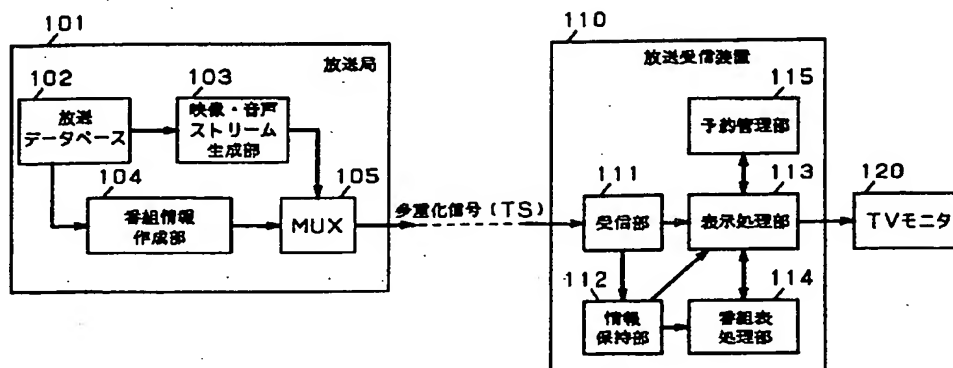 101
放送局
102
放送
データベース
103
映像・音声
ストリーム
生成部
104
番組情報
作成部
105
MUX
多重化信号(TS)
110
放送受信装置
115
予約管理部
111
受信部
113
表示処理部
112
情報
保持部
114
番組表
処理部
120
TVモニタ